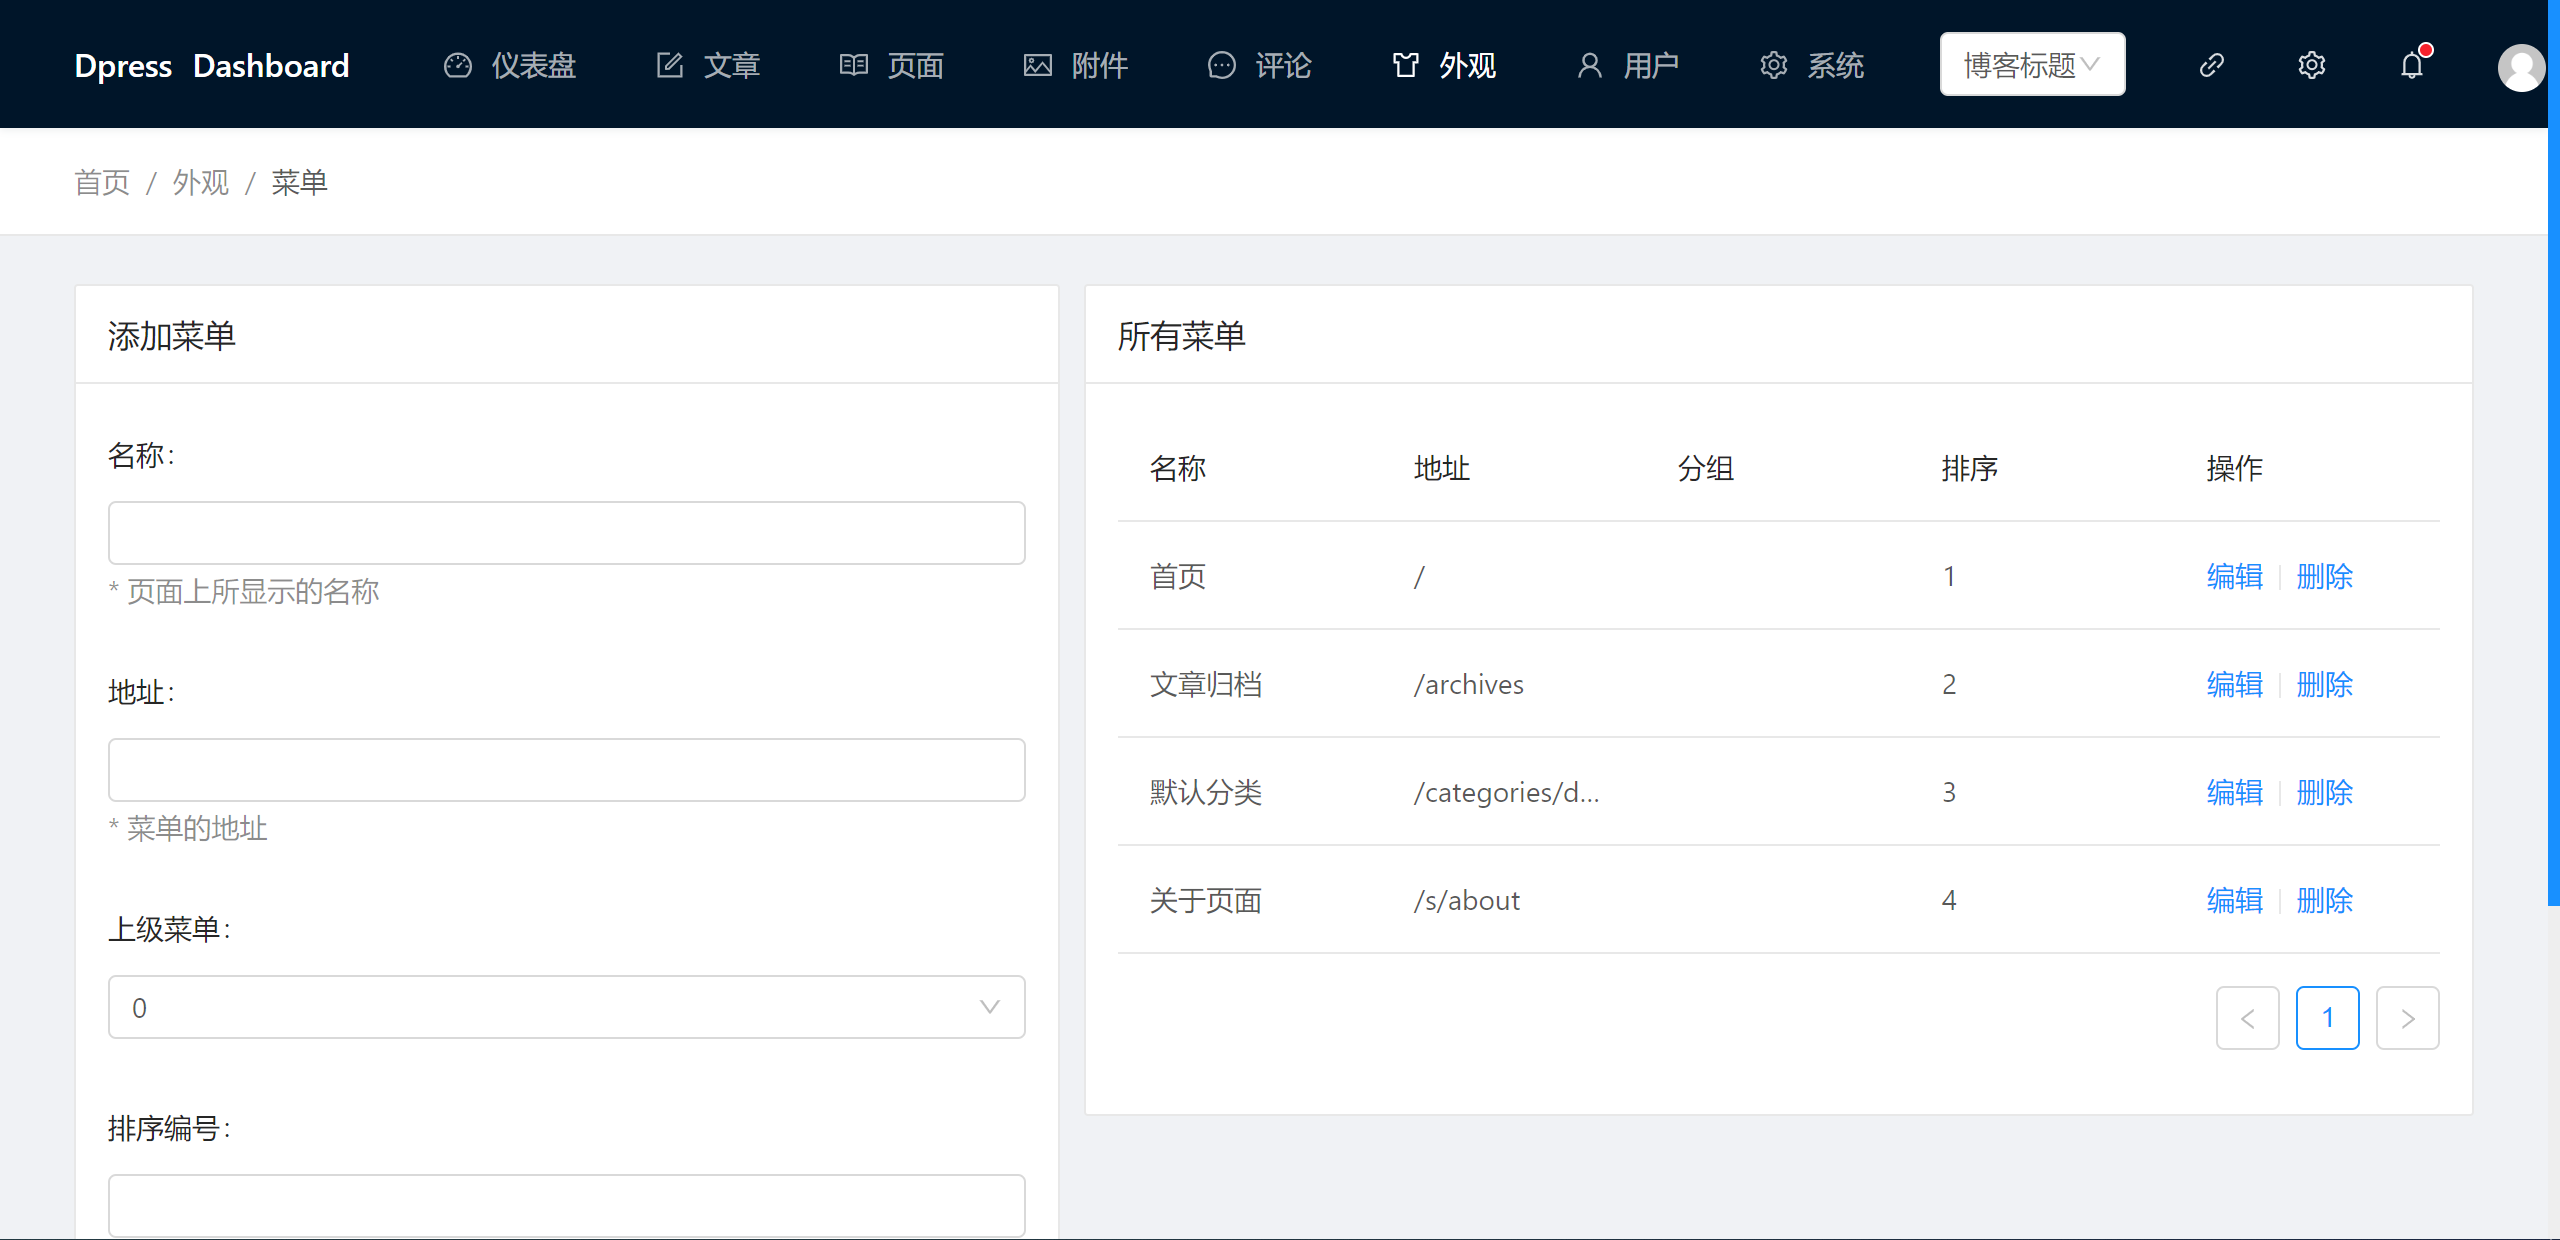 Dpress Dashboard 仪表盘 文章 页面 附件 评论 外观 用户 系统 博客标题
首页 / 外观 / 菜单
添加菜单
名称:
* 页面上所显示的名称
地址:
* 菜单的地址
上级菜单:
0
排序编号:
所有菜单
名称 地址 分组 排序 操作
首页 / 1 编辑 删除
文章归档 /archives 2 编辑 删除
默认分类 /categories/d... 3 编辑 删除
关于页面 /s/about 4 编辑 删除
< 1 >